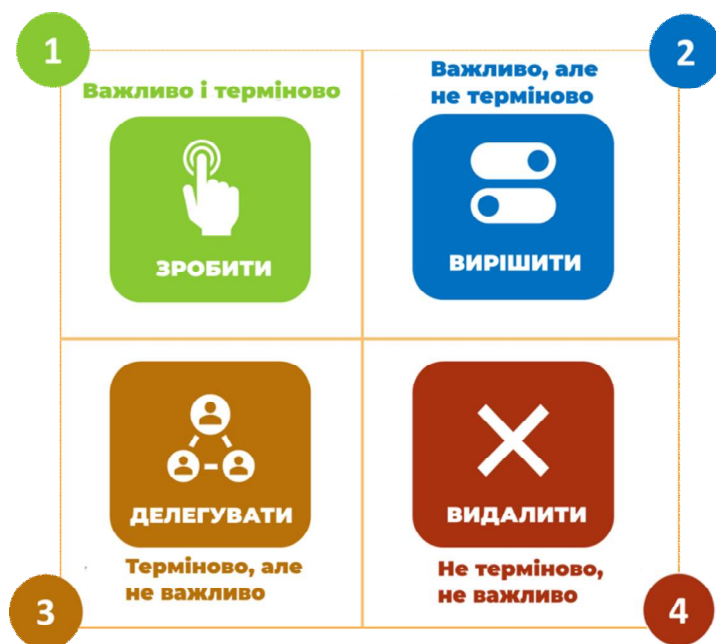 1
Важливо і терміново
ЗРОБИТИ
2
Важливо, але
не терміново
ВИРІШИТИ
3
ДЕЛЕГУВАТИ
Терміново, але
не важливо
4
ВИДАЛИТИ
Не терміново,
не важливо